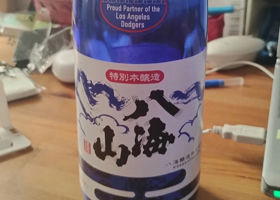 Proud Partner of the
Los Angeles
Dodgers
特別本醸造
八海山